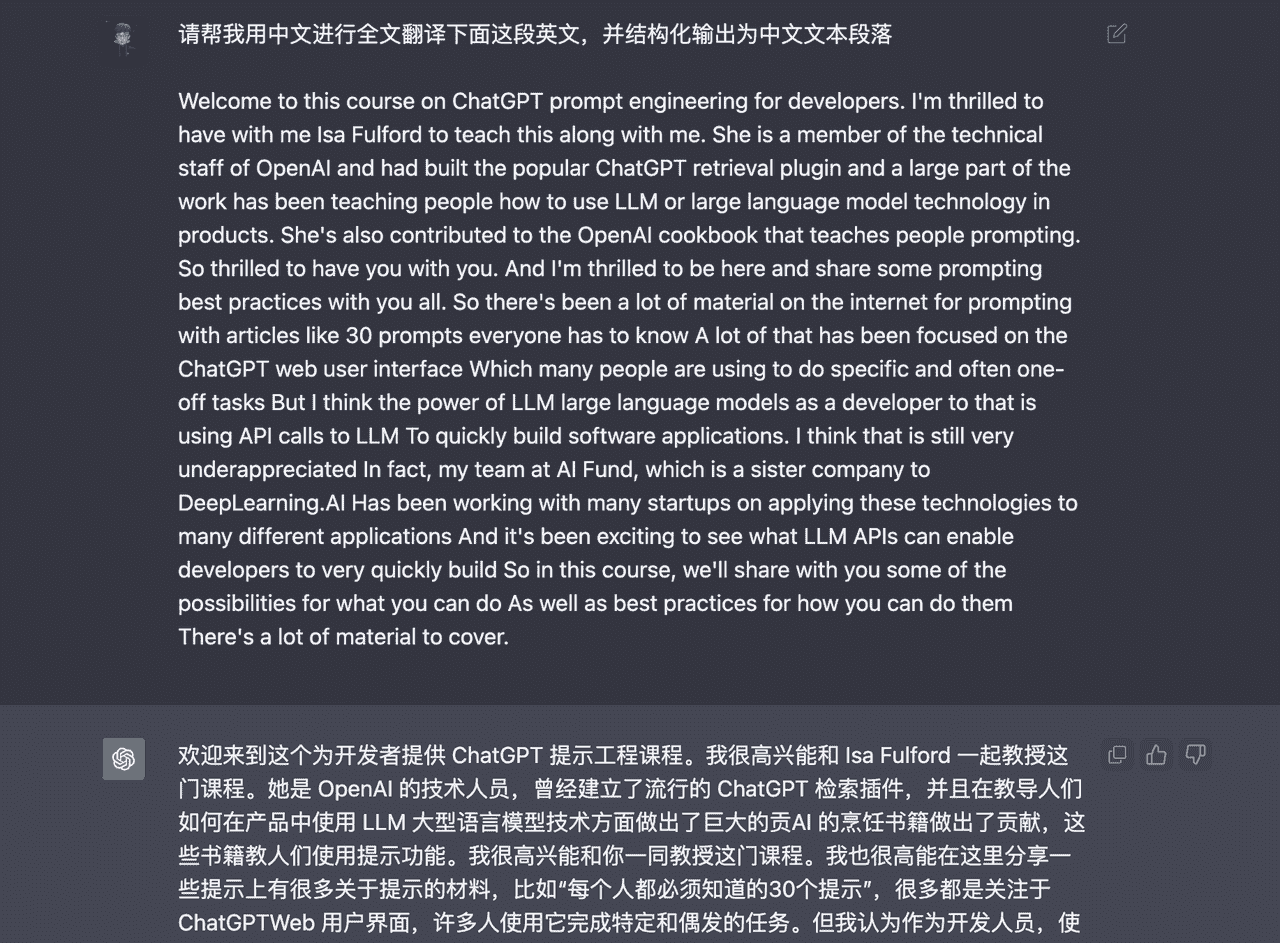 请帮我用中文进行全文翻译下面这段英文，并结构化输出为中文文本段落
Welcome to this course on ChatGPT prompt engineering for developers. I'm thrilled to
have with me Isa Fulford to teach this along with me. She is a member of the technical
staff of OpenAI and had built the popular ChatGPT retrieval plugin and a large part of the
work has been teaching people how to use LLM or large language model technology in
products. She's also contributed to the OpenAI cookbook that teaches people prompting.
So thrilled to have you with you. And I'm thrilled to be here and share some prompting
best practices with you all. So there's been a lot of material on the internet for prompting
with articles like 30 prompts everyone has to know A lot of that has been focused on the
ChatGPT web user interface Which many people are using to do specific and often one-
off tasks But I think the power of LLM large language models as a developer to that is
using API calls to LLM To quickly build software applications. I think that is still very
underappreciated In fact, my team at AI Fund, which is a sister company to
DeepLearning.AI Has been working with many startups on applying these technologies to
many different applications And it's been exciting to see what LLM APIs can enable
developers to very quickly build So in this course, we'll share with you some of the
possibilities for what you can do As well as best practices for how you can do them
There's a lot of material to cover.
欢迎来到这个为开发者提供 ChatGPT 提示工程课程。我很高兴能和 Isa Fulford 一起教授这
门课程。她是 OpenAI 的技术人员，曾经建立了流行的 ChatGPT 检索插件，并且在教导人们
如何在产品中使用 LLM 大型语言模型技术方面做出了巨大的贡AI 的烹饪书籍做出了贡献，这
些书籍教人们使用提示功能。我很高兴能和你一同教授这门课程。我也很高能在这里分享一
些提示上有很多关于提示的材料，比如“每个人都必须知道的30个提示”，很多都是关注于
ChatGPTWeb 用户界面，许多人使用它完成特定和偶发的任务。但我认为作为开发人员，使